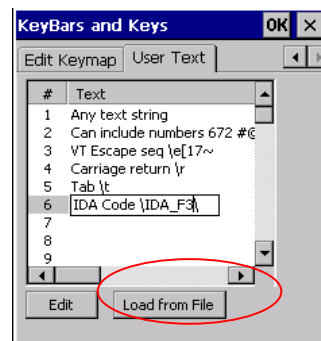 KeyBars and Keys OK ×
Edit Keymap User Text
# Text
1 Any text string
2 Can include numbers 672 #@
3 VT Escape seq \e[17~
4 Carriage return \r
5 Tab \t
6 IDA Code \IDA_F3\
7
8
9
Edit Load from File